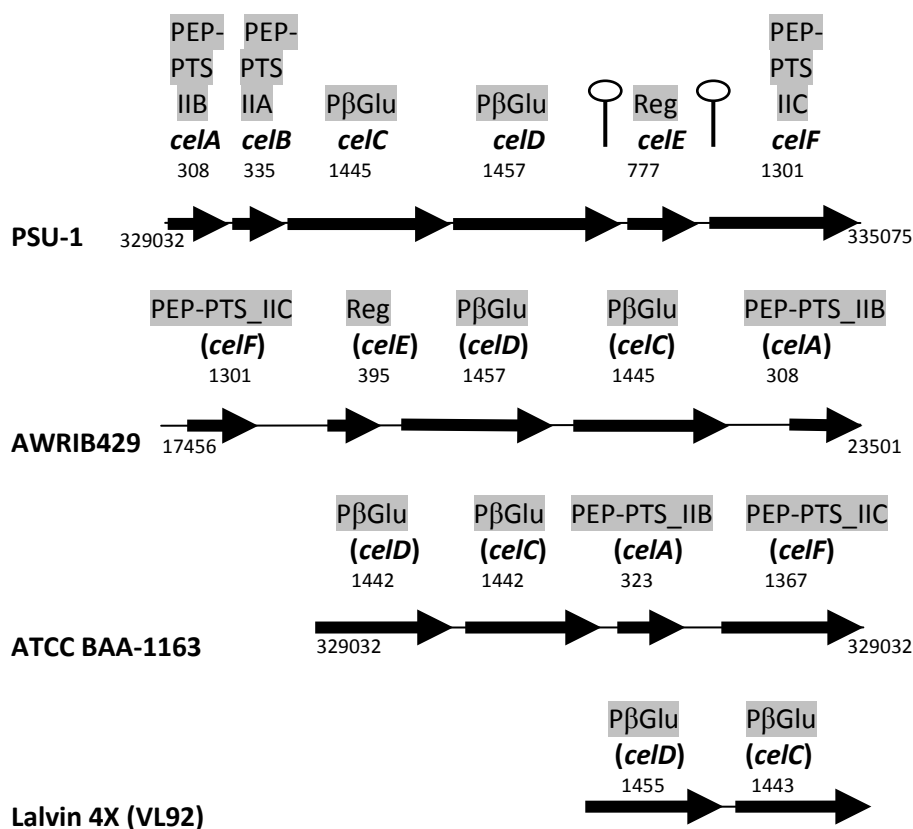 PEP- PEP- PEP-
PTS PTS PTS
IIB IIA PβGlu PβGlu Reg IIC
celA celB celC celD celE celF
308 335 1445 1457 777 1301
PSU-1 329032 335075
PEP-PTS_IIC Reg PβGlu PβGlu PEP-PTS_IIB
(celF) (celE) (celD) (celC) (celA)
1301 395 1457 1445 308
AWRIB429 17456 23501
PβGlu PβGlu PEP-PTS_IIB PEP-PTS_IIC
(celD) (celC) (celA) (celF)
1442 1442 323 1367
ATCC BAA-1163 329032 329032
PβGlu PβGlu
(celD) (celC)
1455 1443
Lalvin 4X (VL92)